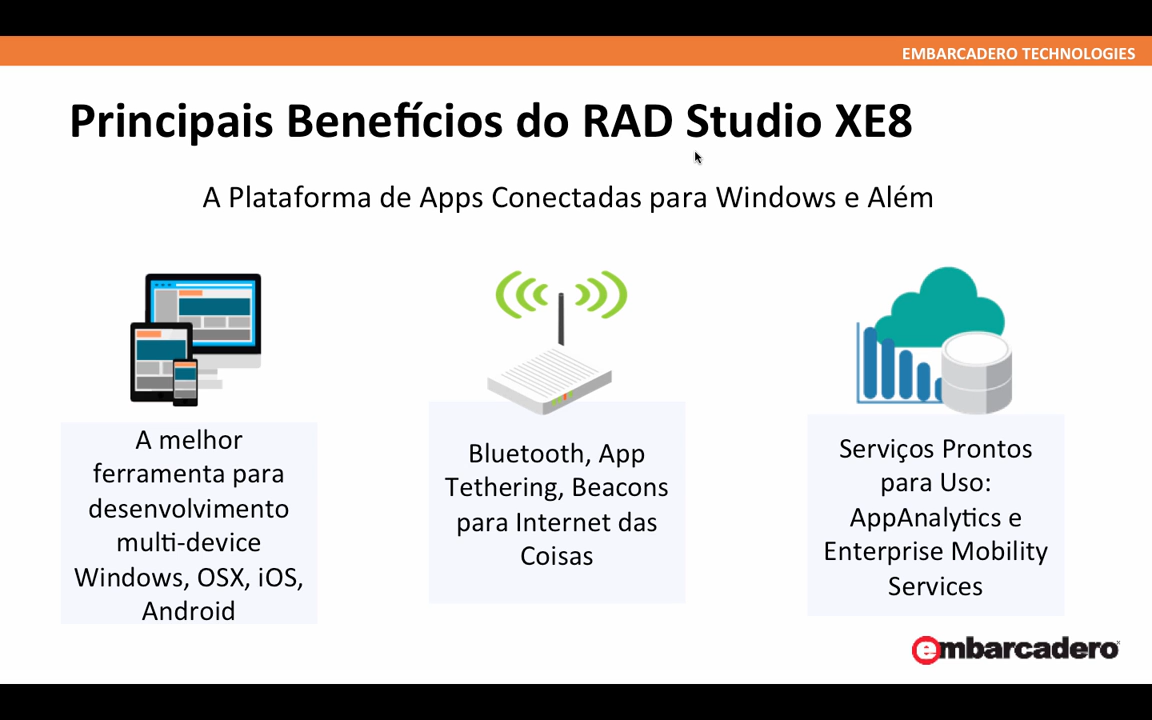 EMBARCADERO TECHNOLOGIES
Principais Benefícios do RAD Studio XE8
A Plataforma de Apps Conectadas para Windows e Além
A melhor
ferramenta para
desenvolvimento
multi-device
Windows, OSX, iOS,
Android
Bluetooth, App
Tethering, Beacons
para Internet das
Coisas
Serviços Prontos
para Uso:
AppAnalytics e
Enterprise Mobility
Services
embarcadero